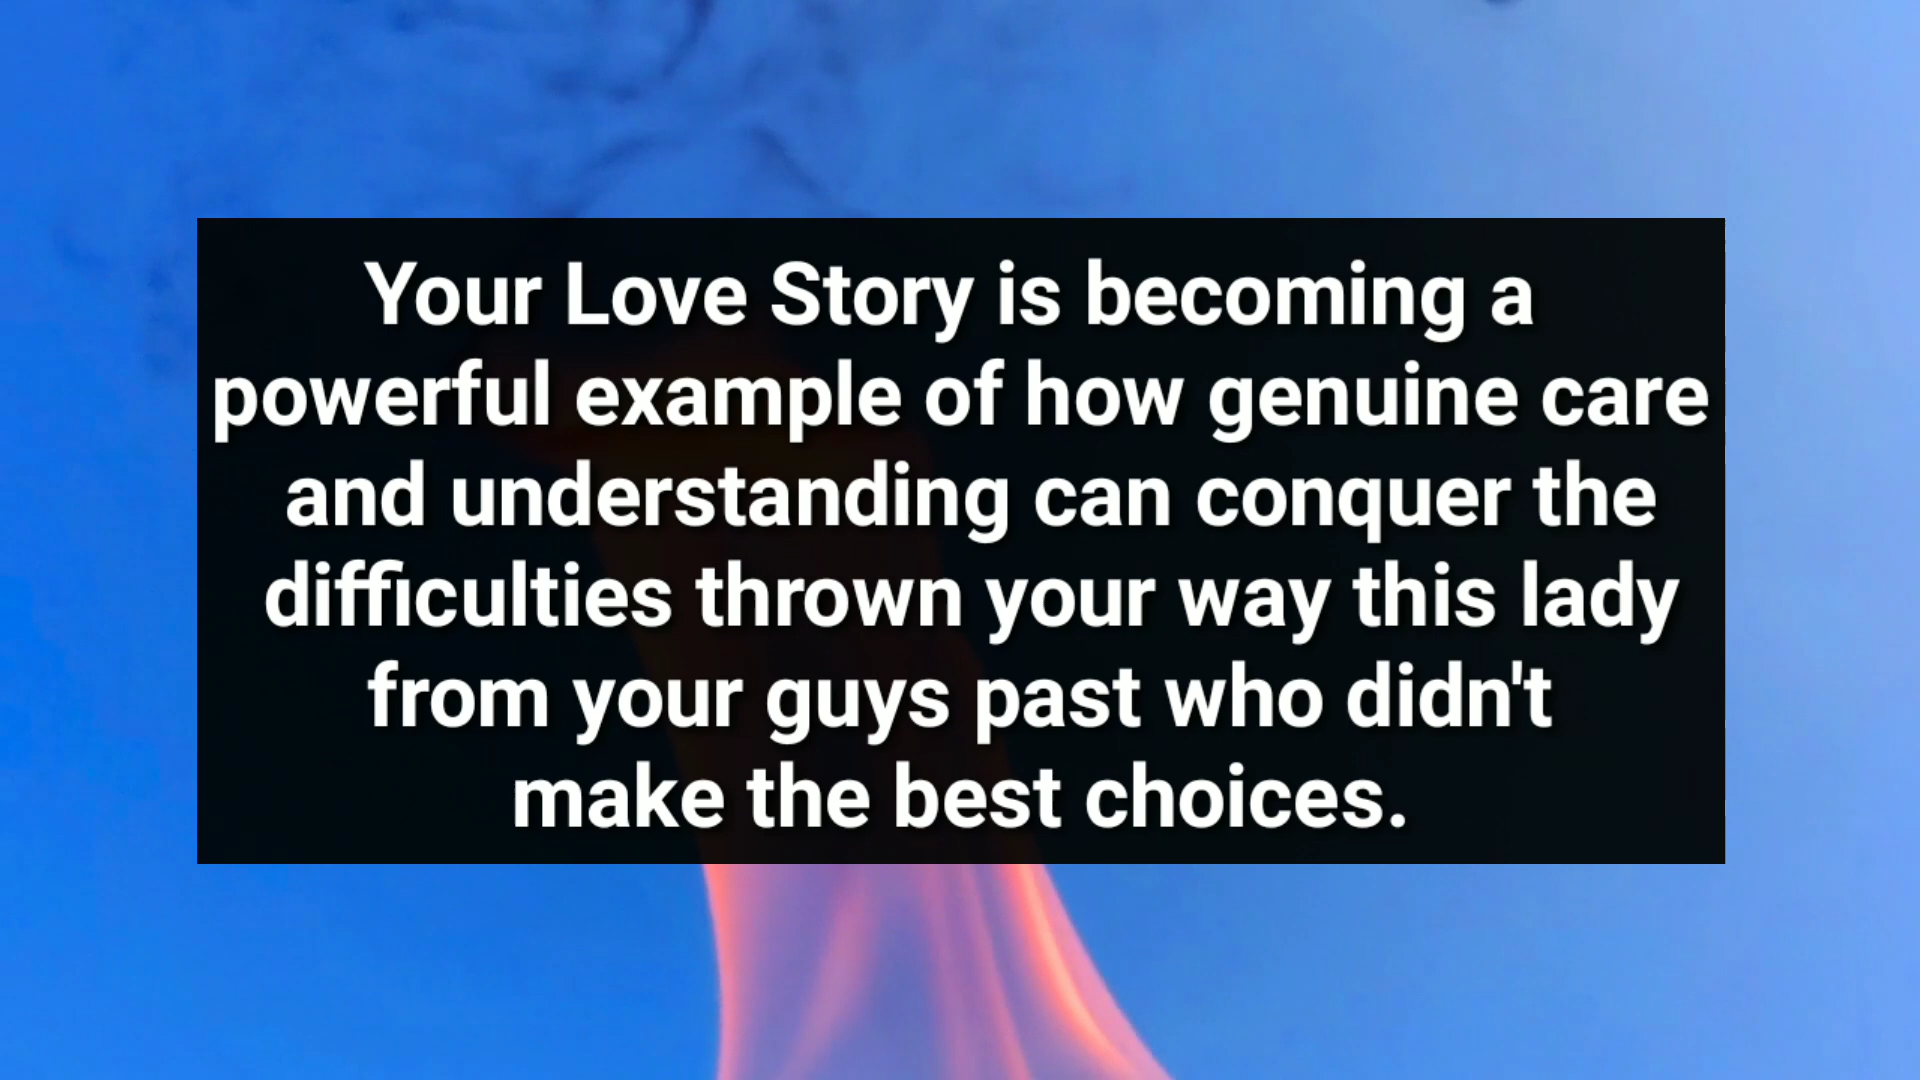 Your Love Story is becoming a
powerful example of how genuine care
and understanding can conquer the
difficulties thrown your way this lady
from your guys past who didn't
make the best choices.